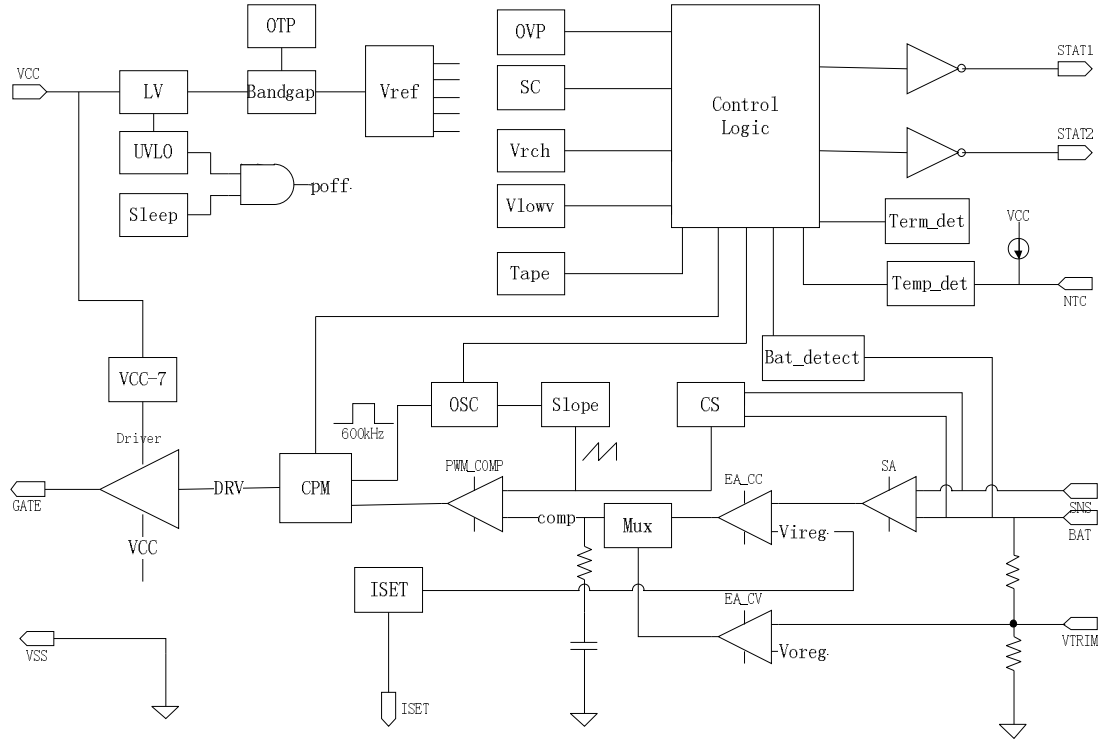 OTP
OVP
STAT1
VCC
LV
Bandgap
Vref
SC
Control
Logic
UVLO
Vrch
STAT2
poff
Sleep
Vlowv
Term_det
VCC
Tape
Temp_det
NTC
VCC-7
Bat_detect
OSC
Slope
CS
600kHz
Driver
PWM_COMP
EA_CC
SA
GATE
DRV
CPM
comp
Mux
Vireg
SNS
BAT
VCC
ISET
EA_CV
VSS
Voreg
VTRIM
ISET